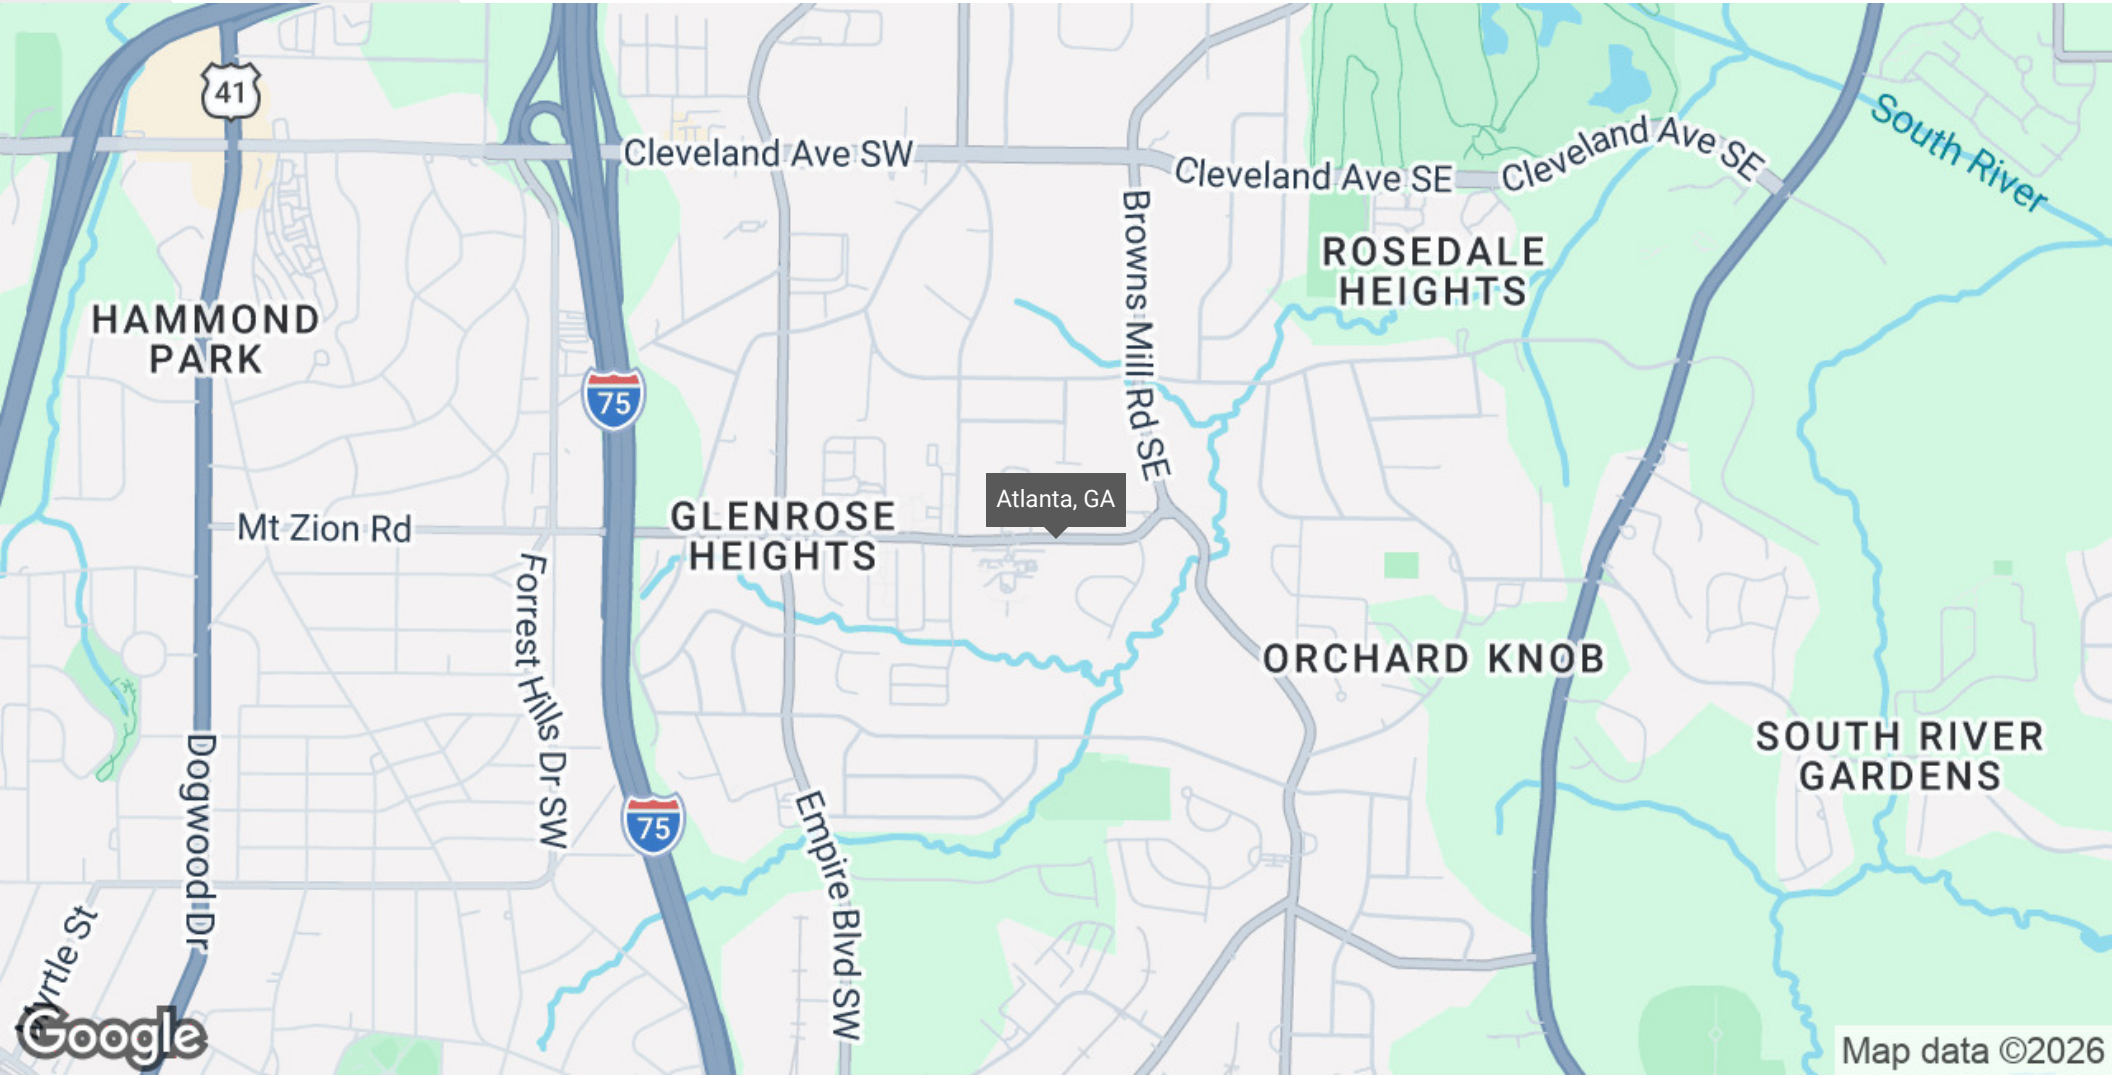 41
Cleveland Ave SW
Cleveland Ave SE
Cleveland Ave SE
South River
Browns Mill Rd SE
ROSEDALE
HEIGHTS
HAMMOND
PARK
75
Atlanta, GA
GLENROSE
HEIGHTS
Mt Zion Rd
Forrest Hills Dr SW
ORCHARD KNOB
SOUTH RIVER
GARDENS
Dogwood Dr
75
Empire Blvd SW
Myrtle St
Google
Map data ©2026